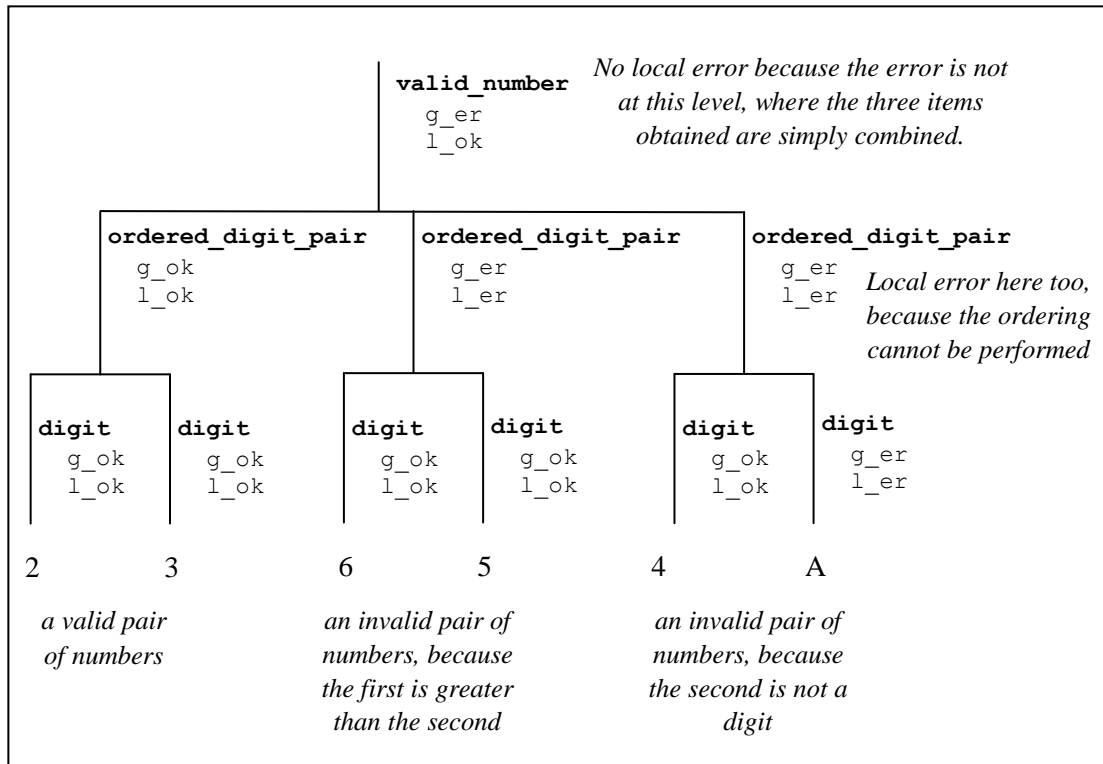 valid_number
g_er
l_ok
No local error because the error is not
at this level, where the three items
obtained are simply combined.
ordered_digit_pair
g_ok
l_ok
ordered_digit_pair
g_er
l_er
ordered_digit_pair
g_er
l_er
Local error here too,
because the ordering
cannot be performed
digit
g_ok
l_ok
digit
g_ok
l_ok
digit
g_ok
l_ok
digit
g_ok
l_ok
digit
g_ok
l_ok
digit
g_er
l_er
2 3 6 5 4 A
a valid pair
of numbers
an invalid pair of
numbers, because
the first is greater
than the second
an invalid pair of
numbers, because
the second is not a
digit